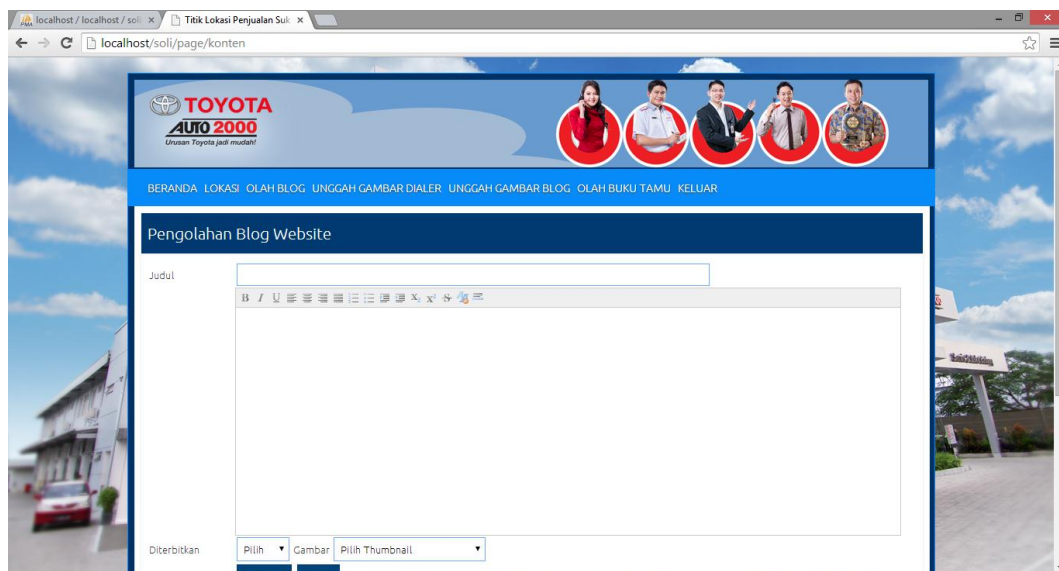 localhost / localhost / soli
Titik Lokasi Penjualan Suk
localhost/soli/page/konten
TOYOTA
AUTO 2000
Urusan Toyota jadi mudah!
BERANDA LOKASI OLAH BLOG UNGGAH GAMBAR DIALER UNGGAH GAMBAR BLOG OLAH BUKU TAMU KELUAR
Pengolahan Blog Website
Judul
B I U X₂ X² S
Diterbitkan Pilih Gambar Pilih Thumbnail